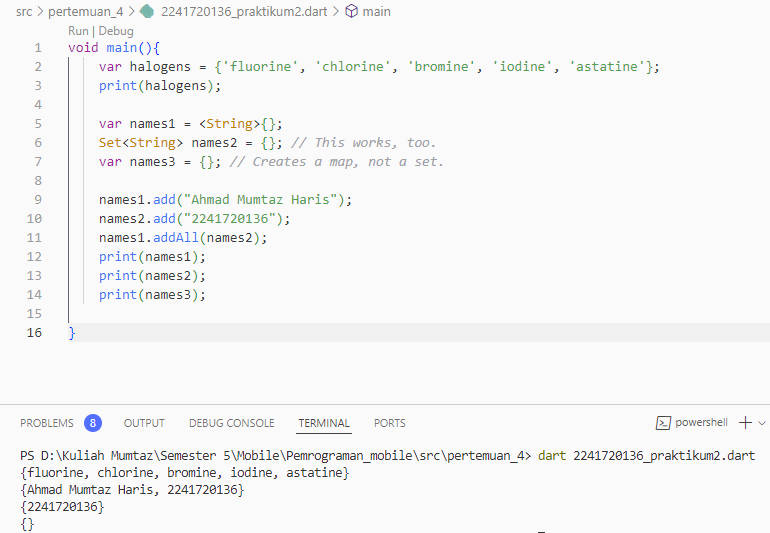 src > pertemuan_4 > 2241720136_praktikum2.dart > main
Run | Debug
1 void main(){
2 var halogens = {'fluorine', 'chlorine', 'bromine', 'iodine', 'astatine'};
3 print(halogens);
4
5 var names1 = <String>{};
6 Set<String> names2 = {}; // This works, too.
7 var names3 = {}; // Creates a map, not a set.
8
9 names1.add("Ahmad Mumtaz Haris");
10 names2.add("2241720136");
11 names1.addAll(names2);
12 print(names1);
13 print(names2);
14 print(names3);
15
16 }
PROBLEMS 8 OUTPUT DEBUG CONSOLE TERMINAL PORTS powershell
PS D:\Kuliah Mumtaz\Semester 5\Mobile\Pemrograman_mobile\src\pertemuan_4> dart 2241720136_praktikum2.dart
{fluorine, chlorine, bromine, iodine, astatine}
{Ahmad Mumtaz Haris, 2241720136}
{2241720136}
{}